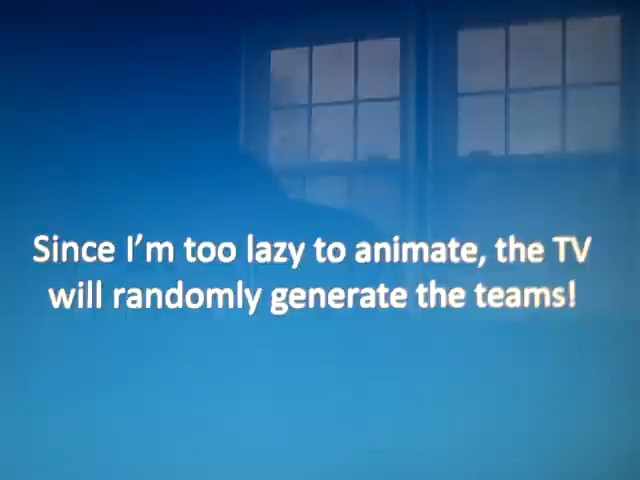 Since I'm too lazy to animate, the TV
will randomly generate the teams!